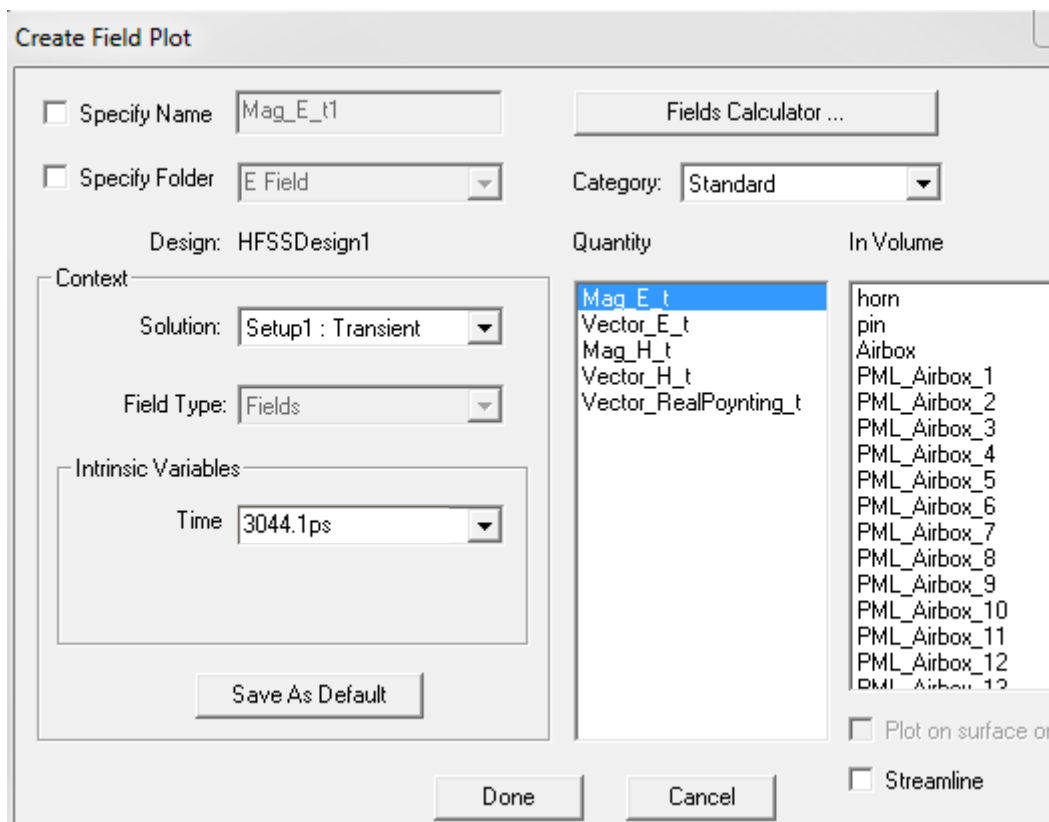 Create Field Plot
Specify Name
Mag_E_t1
Fields Calculator ...
Specify Folder
E Field
Category:
Standard
Design:
HFSSDesign1
Quantity
In Volume
Context
Solution:
Setup1 : Transient
Field Type:
Fields
Intrinsic Variables
Time
3044.1ps
Save As Default
Mag_E_t
Vector_E_t
Mag_H_t
Vector_H_t
Vector_RealPoynting_t
horn
pin
Airbox
PML_Airbox_1
PML_Airbox_2
PML_Airbox_3
PML_Airbox_4
PML_Airbox_5
PML_Airbox_6
PML_Airbox_7
PML_Airbox_8
PML_Airbox_9
PML_Airbox_10
PML_Airbox_11
PML_Airbox_12
PML_Airbox_13
Plot on surface
Streamline
Done
Cancel